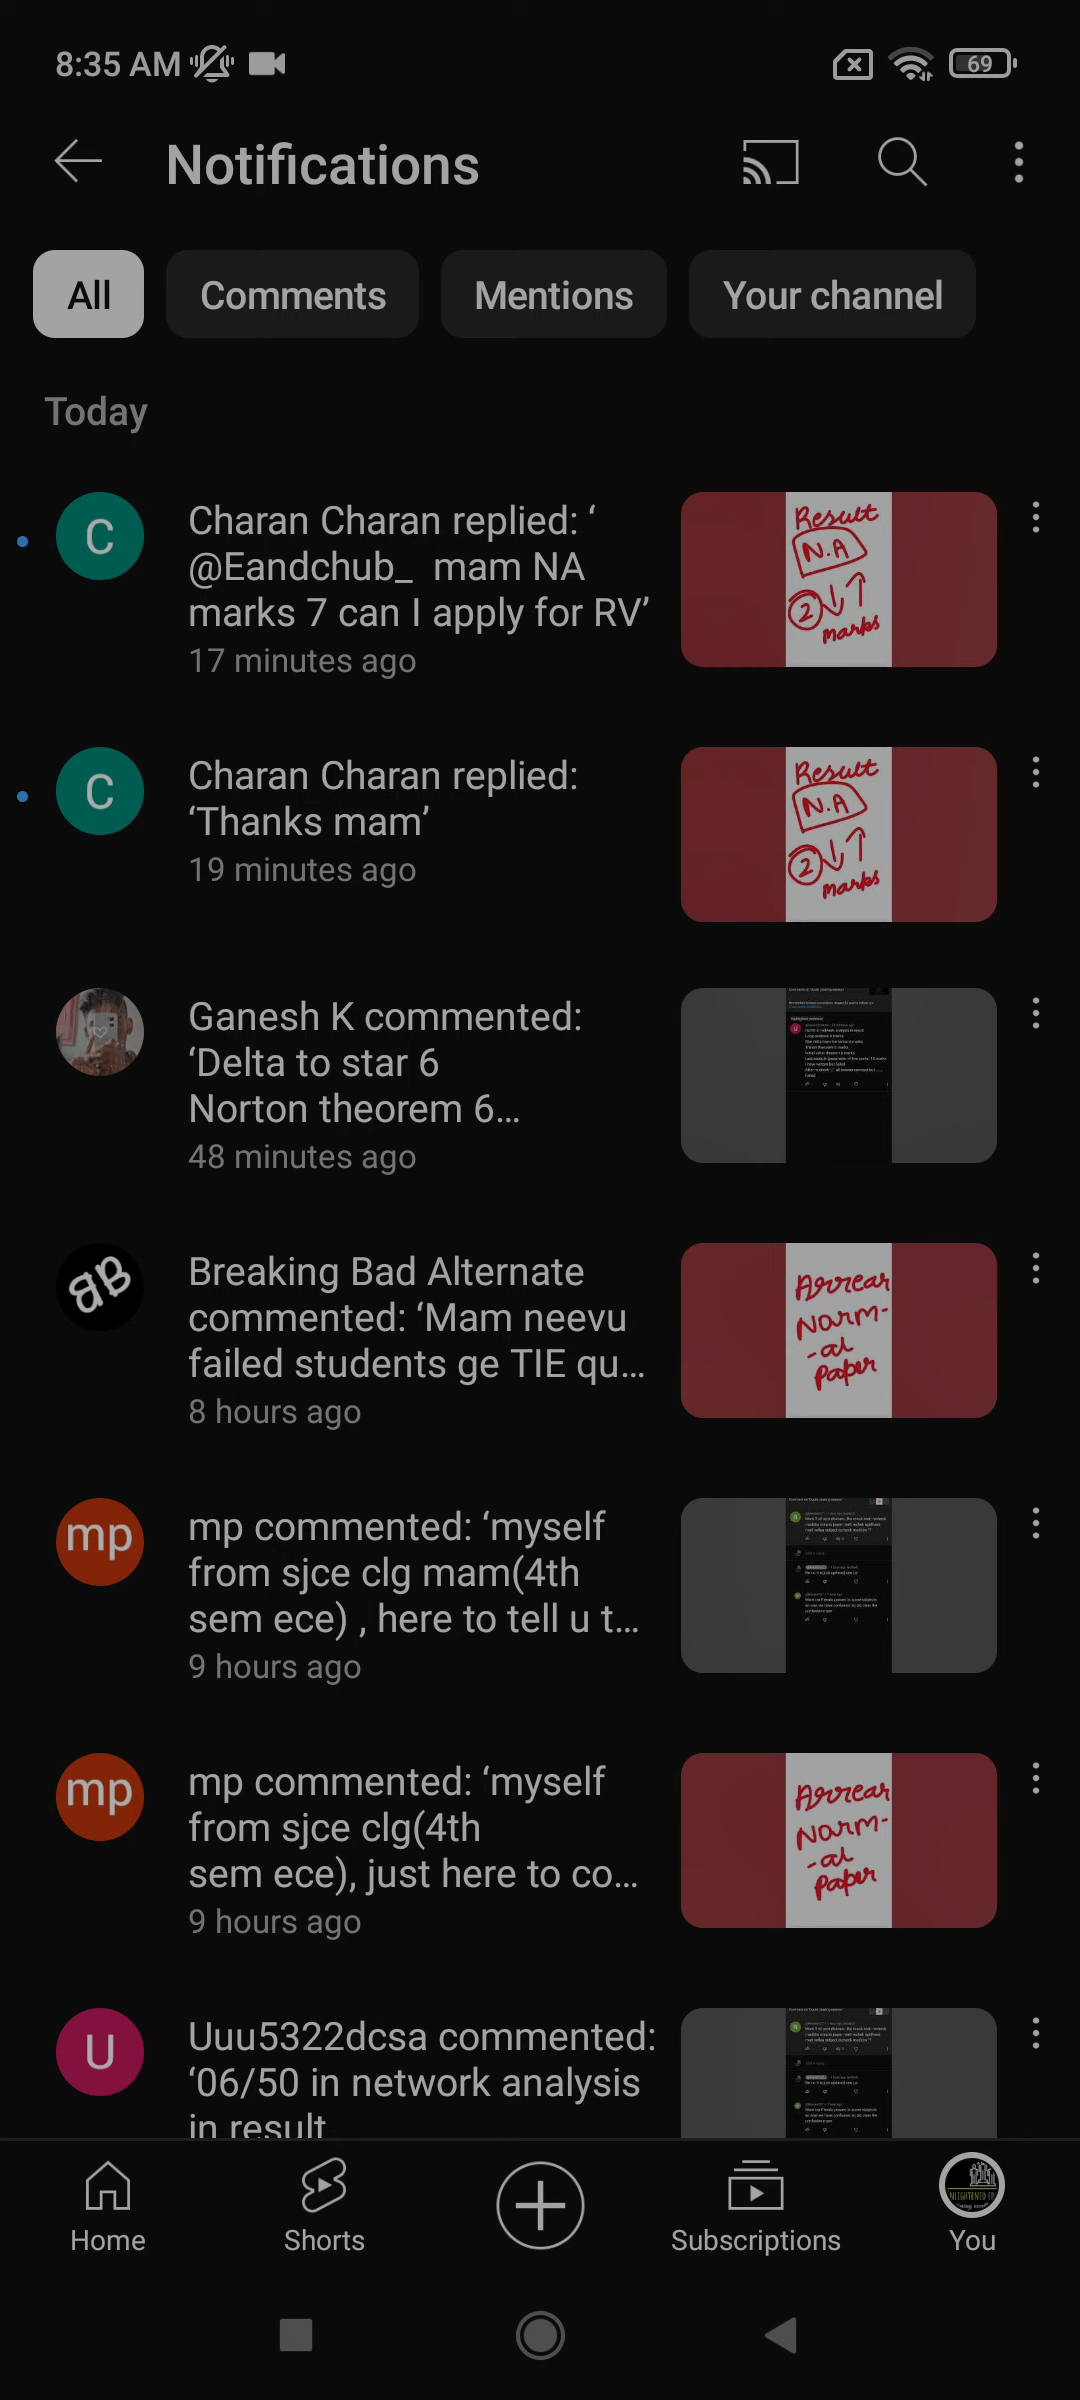 8:35 AM
69
Notifications
All
Comments
Mentions
Your channel
Today
C
Charan Charan replied: ‘
@Eandchub_ mam NA
marks 7 can I apply for RV’
17 minutes ago
Result
N.A
2
marks
C
Charan Charan replied:
‘Thanks mam’
19 minutes ago
Result
N.A
2
marks
Ganesh K commented:
‘Delta to star 6
Norton theorem 6...
48 minutes ago
BB
Breaking Bad Alternate
commented: ‘Mam neevu
failed students ge TIE qu...
8 hours ago
Arrear
Norm-
-al
paper
mp
mp commented: ‘myself
from sjce clg mam(4th
sem ece) , here to tell u t...
9 hours ago
mp
mp commented: ‘myself
from sjce clg(4th
sem ece), just here to co...
9 hours ago
Arrear
Norm-
-al
paper
U
Uuu5322dcsa commented:
‘06/50 in network analysis
in result
Home
Shorts
Subscriptions
You